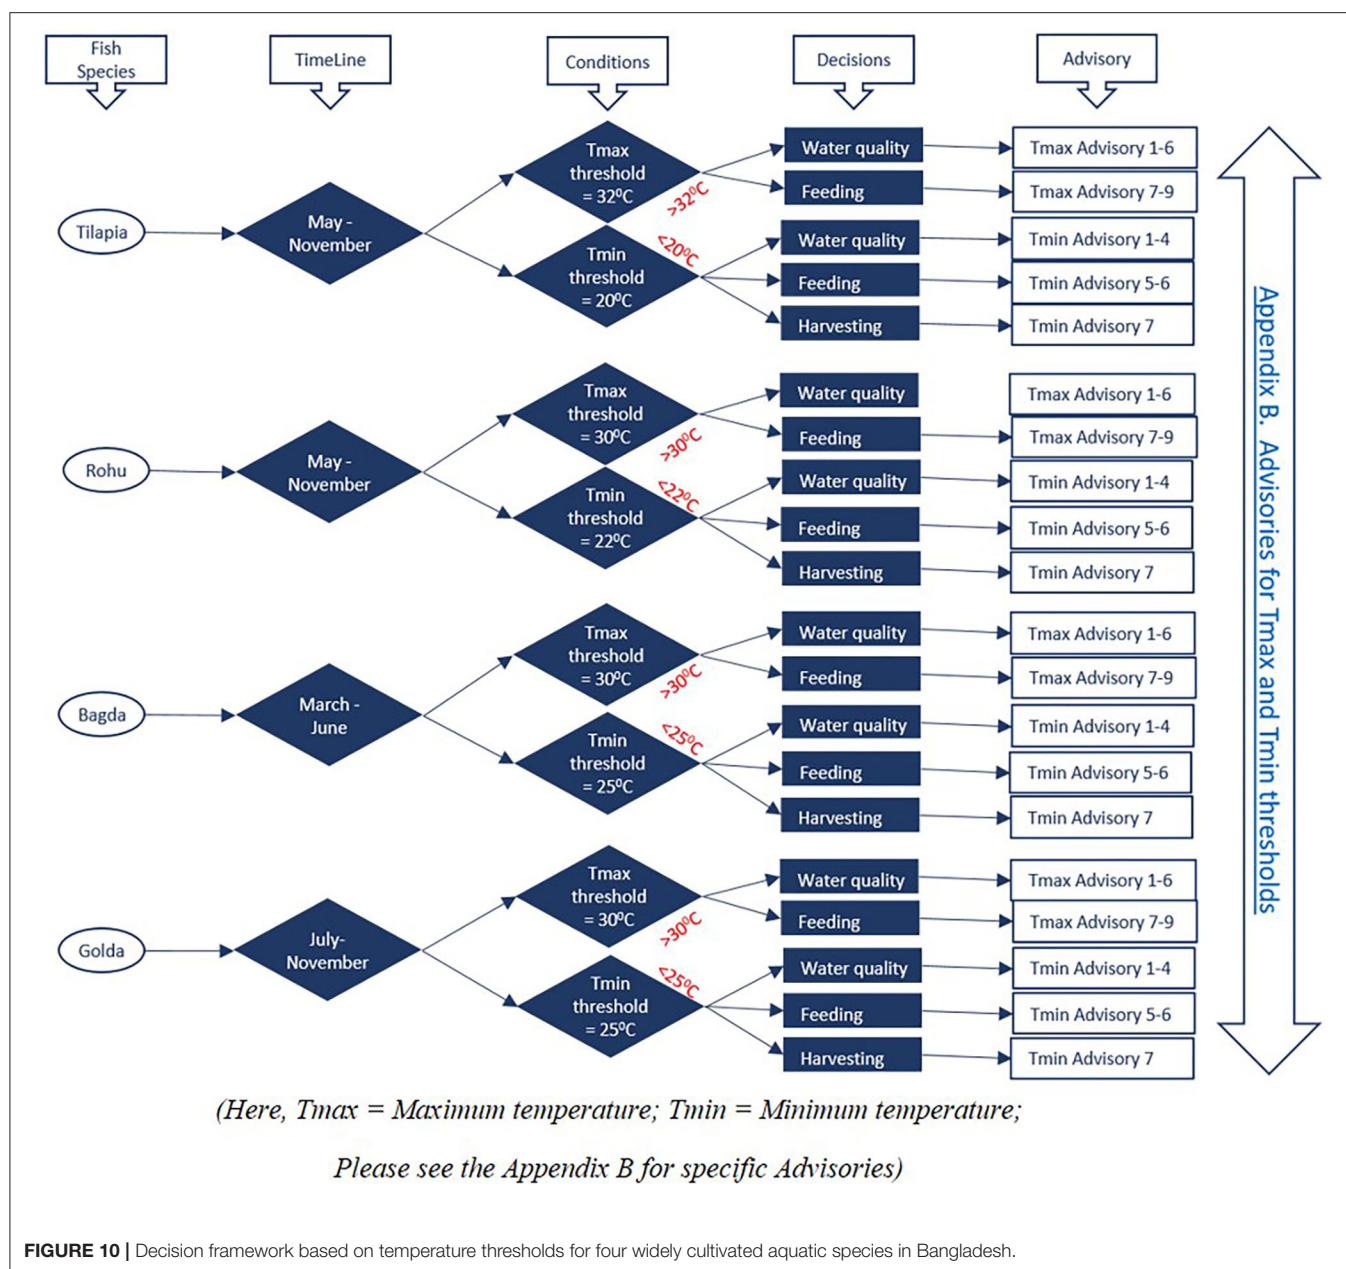 Fish
Species
TimeLine
Conditions
Decisions
Advisory
Tilapia
May -
November
Tmax
threshold
= 32⁰C
>32⁰C
Water quality
Tmax Advisory 1-6
Feeding
Tmax Advisory 7-9
Tmin
threshold
= 20⁰C
<20⁰C
Water quality
Tmin Advisory 1-4
Feeding
Tmin Advisory 5-6
Harvesting
Tmin Advisory 7
Rohu
May -
November
Tmax
threshold
= 30⁰C
>30⁰C
Water quality
Tmax Advisory 1-6
Feeding
Tmax Advisory 7-9
Tmin
threshold
= 22⁰C
<22⁰C
Water quality
Tmin Advisory 1-4
Feeding
Tmin Advisory 5-6
Harvesting
Tmin Advisory 7
Bagda
March -
June
Tmax
threshold
= 30⁰C
>30⁰C
Water quality
Tmax Advisory 1-6
Feeding
Tmax Advisory 7-9
Tmin
threshold
= 25⁰C
<25⁰C
Water quality
Tmin Advisory 1-4
Feeding
Tmin Advisory 5-6
Harvesting
Tmin Advisory 7
Golda
July-
November
Tmax
threshold
= 30⁰C
>30⁰C
Water quality
Tmax Advisory 1-6
Feeding
Tmax Advisory 7-9
Tmin
threshold
= 25⁰C
<25⁰C
Water quality
Tmin Advisory 1-4
Feeding
Tmin Advisory 5-6
Harvesting
Tmin Advisory 7
Appendix B. Advisories for Tmax and Tmin thresholds
(Here, Tmax = Maximum temperature; Tmin = Minimum temperature;
Please see the Appendix B for specific Advisories)
FIGURE 10 | Decision framework based on temperature thresholds for four widely cultivated aquatic species in Bangladesh.